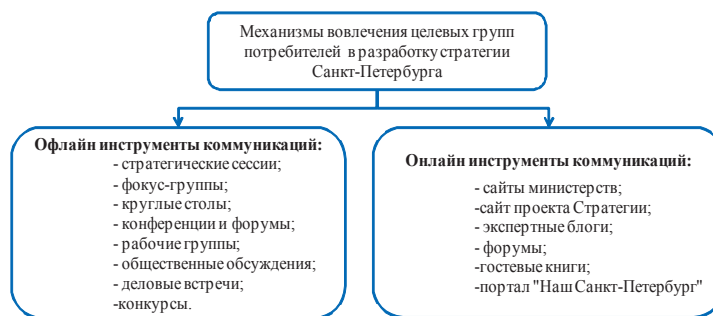 Механизмы вовлечения целевых групп
потребителей в разработку стратегии
Санкт-Петербурга
Офлайн инструменты коммуникаций:
- стратегические сессии;
- фокус-группы;
- круглые столы;
- конференции и форумы;
- рабочие группы;
- общественные обсуждения;
- деловые встречи;
-конкурсы.
Онлайн инструменты коммуникаций:
- сайты министерств;
-сайт проекта Стратегии;
- экспертные блоги;
- форумы;
-гостевые книги;
-портал "Наш Санкт-Петербург"